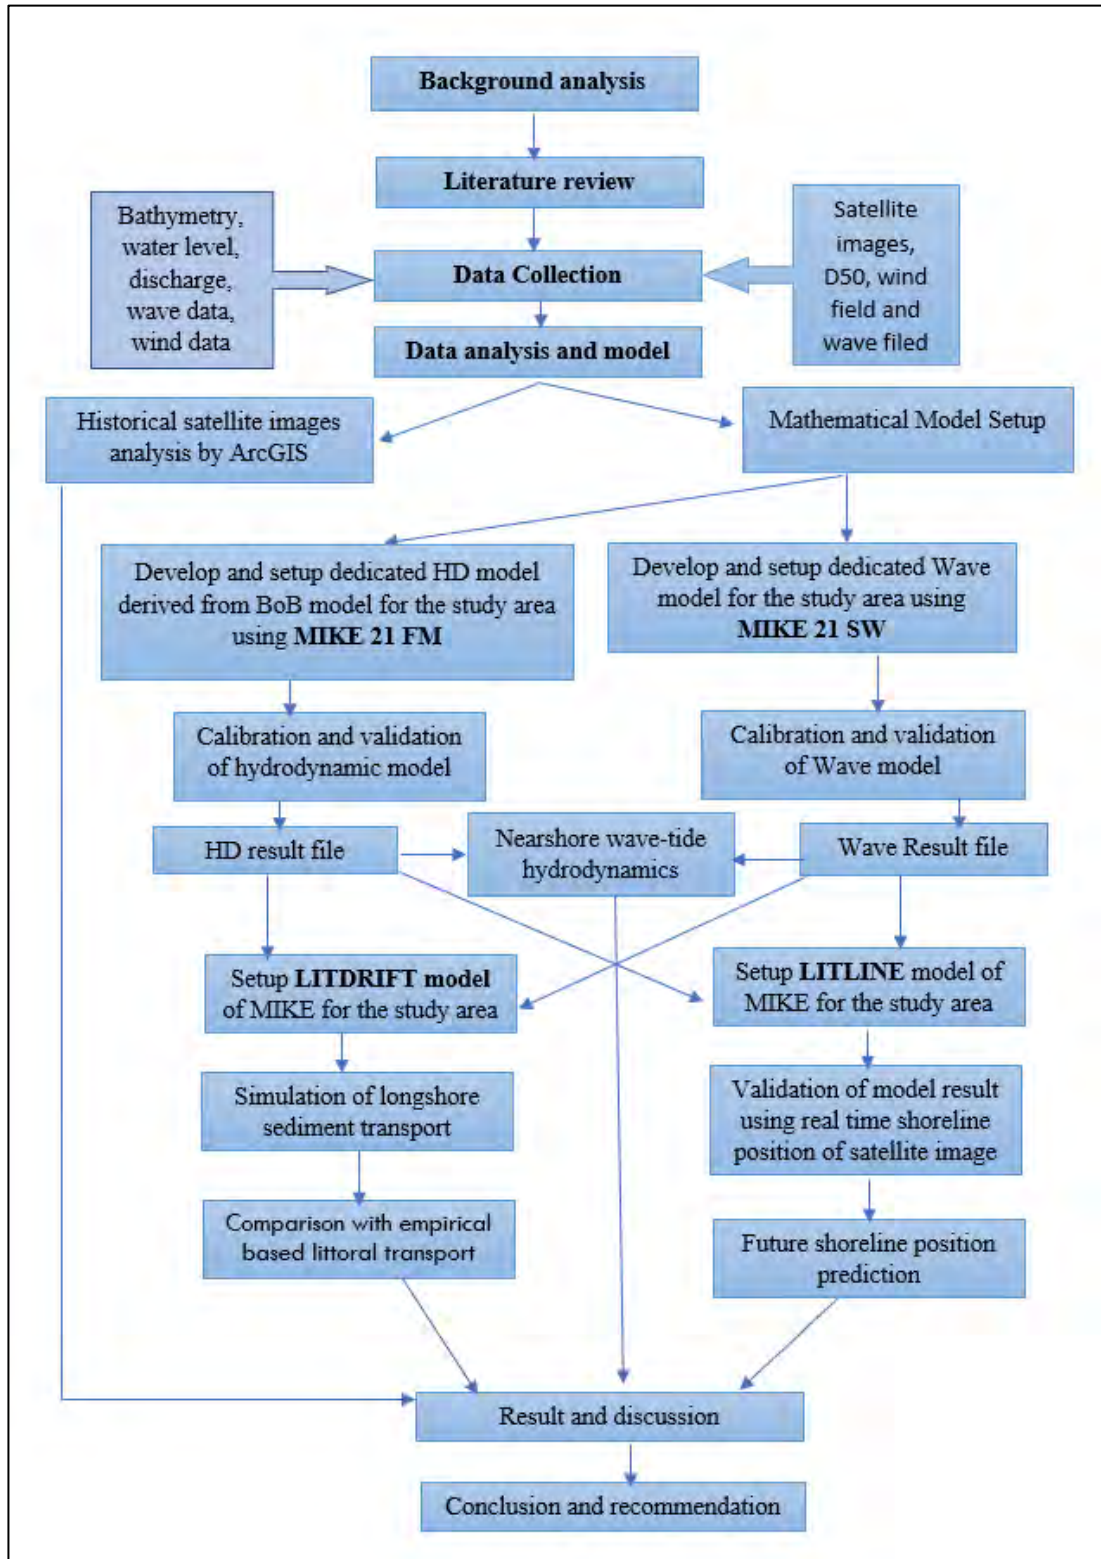 Background analysis
Literature review
Bathymetry,
water level,
discharge,
wave data,
wind data
Data Collection
Satellite
images,
D50, wind
field and
wave filed
Data analysis and model
Historical satellite images
analysis by ArcGIS
Mathematical Model Setup
Develop and setup dedicated HD model
derived from BoB model for the study area
using MIKE 21 FM
Develop and setup dedicated Wave
model for the study area using
MIKE 21 SW
Calibration and validation
of hydrodynamic model
Calibration and validation
of Wave model
HD result file
Nearshore wave-tide
hydrodynamics
Wave Result file
Setup LITDRIFT model
of MIKE for the study area
Setup LITLINE model of
MIKE for the study area
Simulation of longshore
sediment transport
Validation of model result
using real time shoreline
position of satellite image
Comparison with empirical
based littoral transport
Future shoreline position
prediction
Result and discussion
Conclusion and recommendation